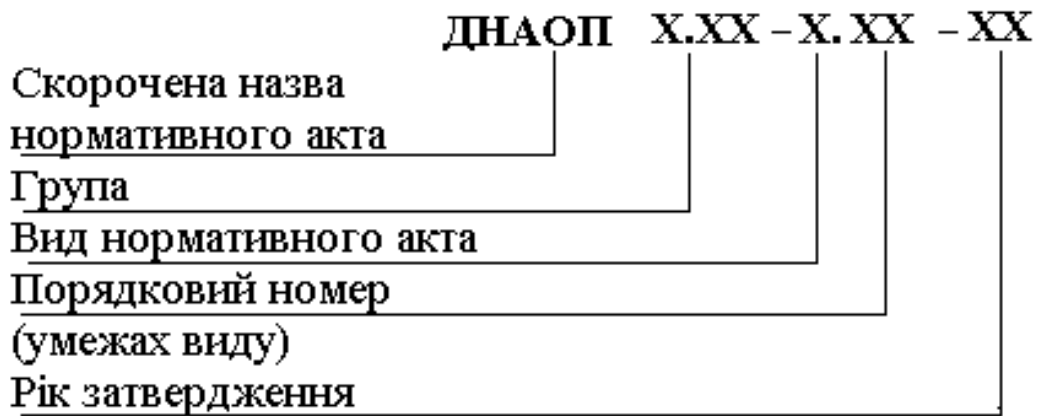 ДНАОП Х.ХХ – Х. ХХ – ХХ
Скорочена назва
нормативного акта
Група
Вид нормативного акта
Порядковий номер
(умежах виду)
Рік затвердження